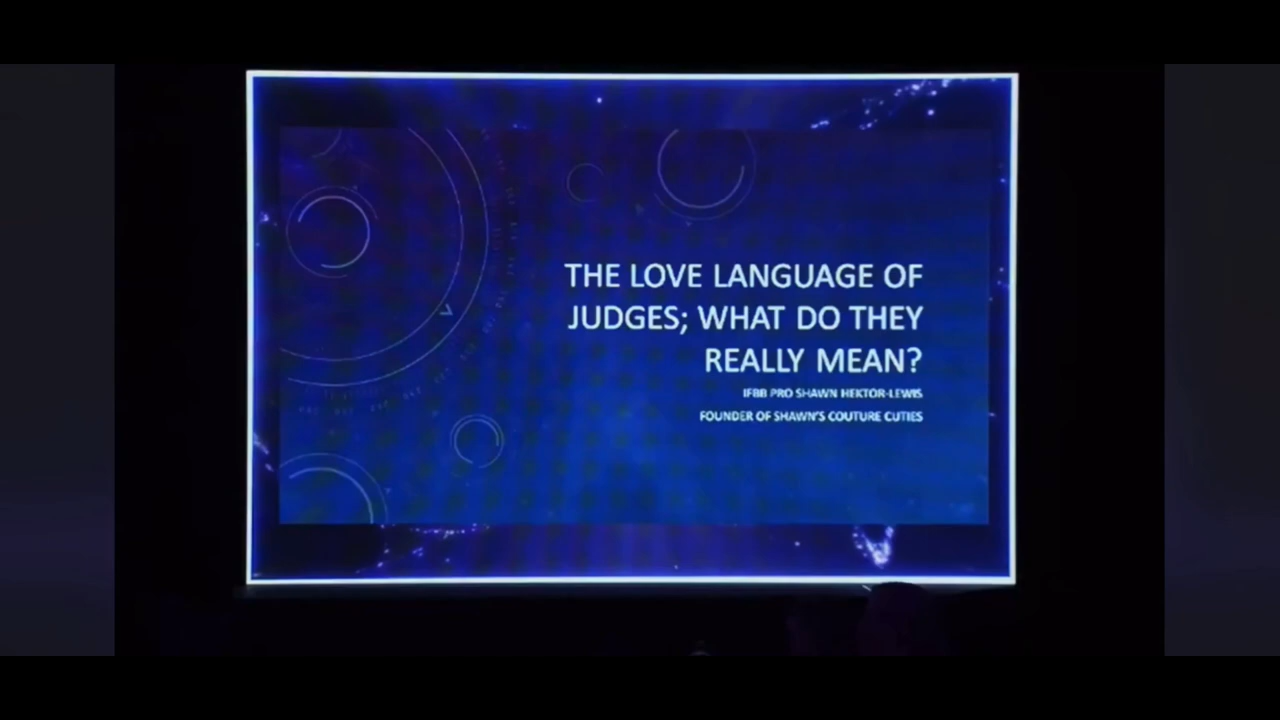 THE LOVE LANGUAGE OF
JUDGES; WHAT DO THEY
REALLY MEAN?
IFBB PRO SHAWN HEKTOR-LEWIS
FOUNDER OF SHAWN'S COUTURE CUTIES